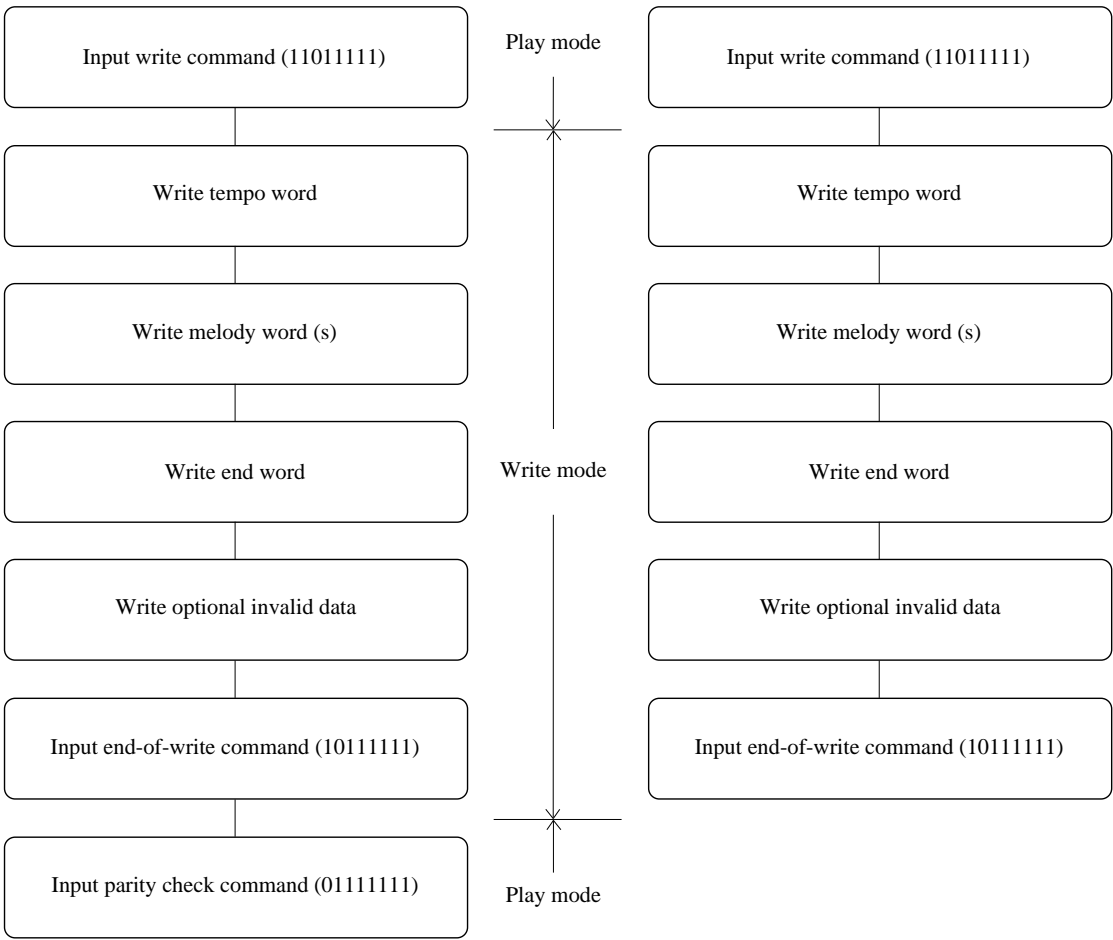 Input write command (11011111)
Write tempo word
Write melody word (s)
Write end word
Write optional invalid data
Input end-of-write command (10111111)
Input parity check command (01111111)
Play mode
Write mode
Play mode
Input write command (11011111)
Write tempo word
Write melody word (s)
Write end word
Write optional invalid data
Input end-of-write command (10111111)